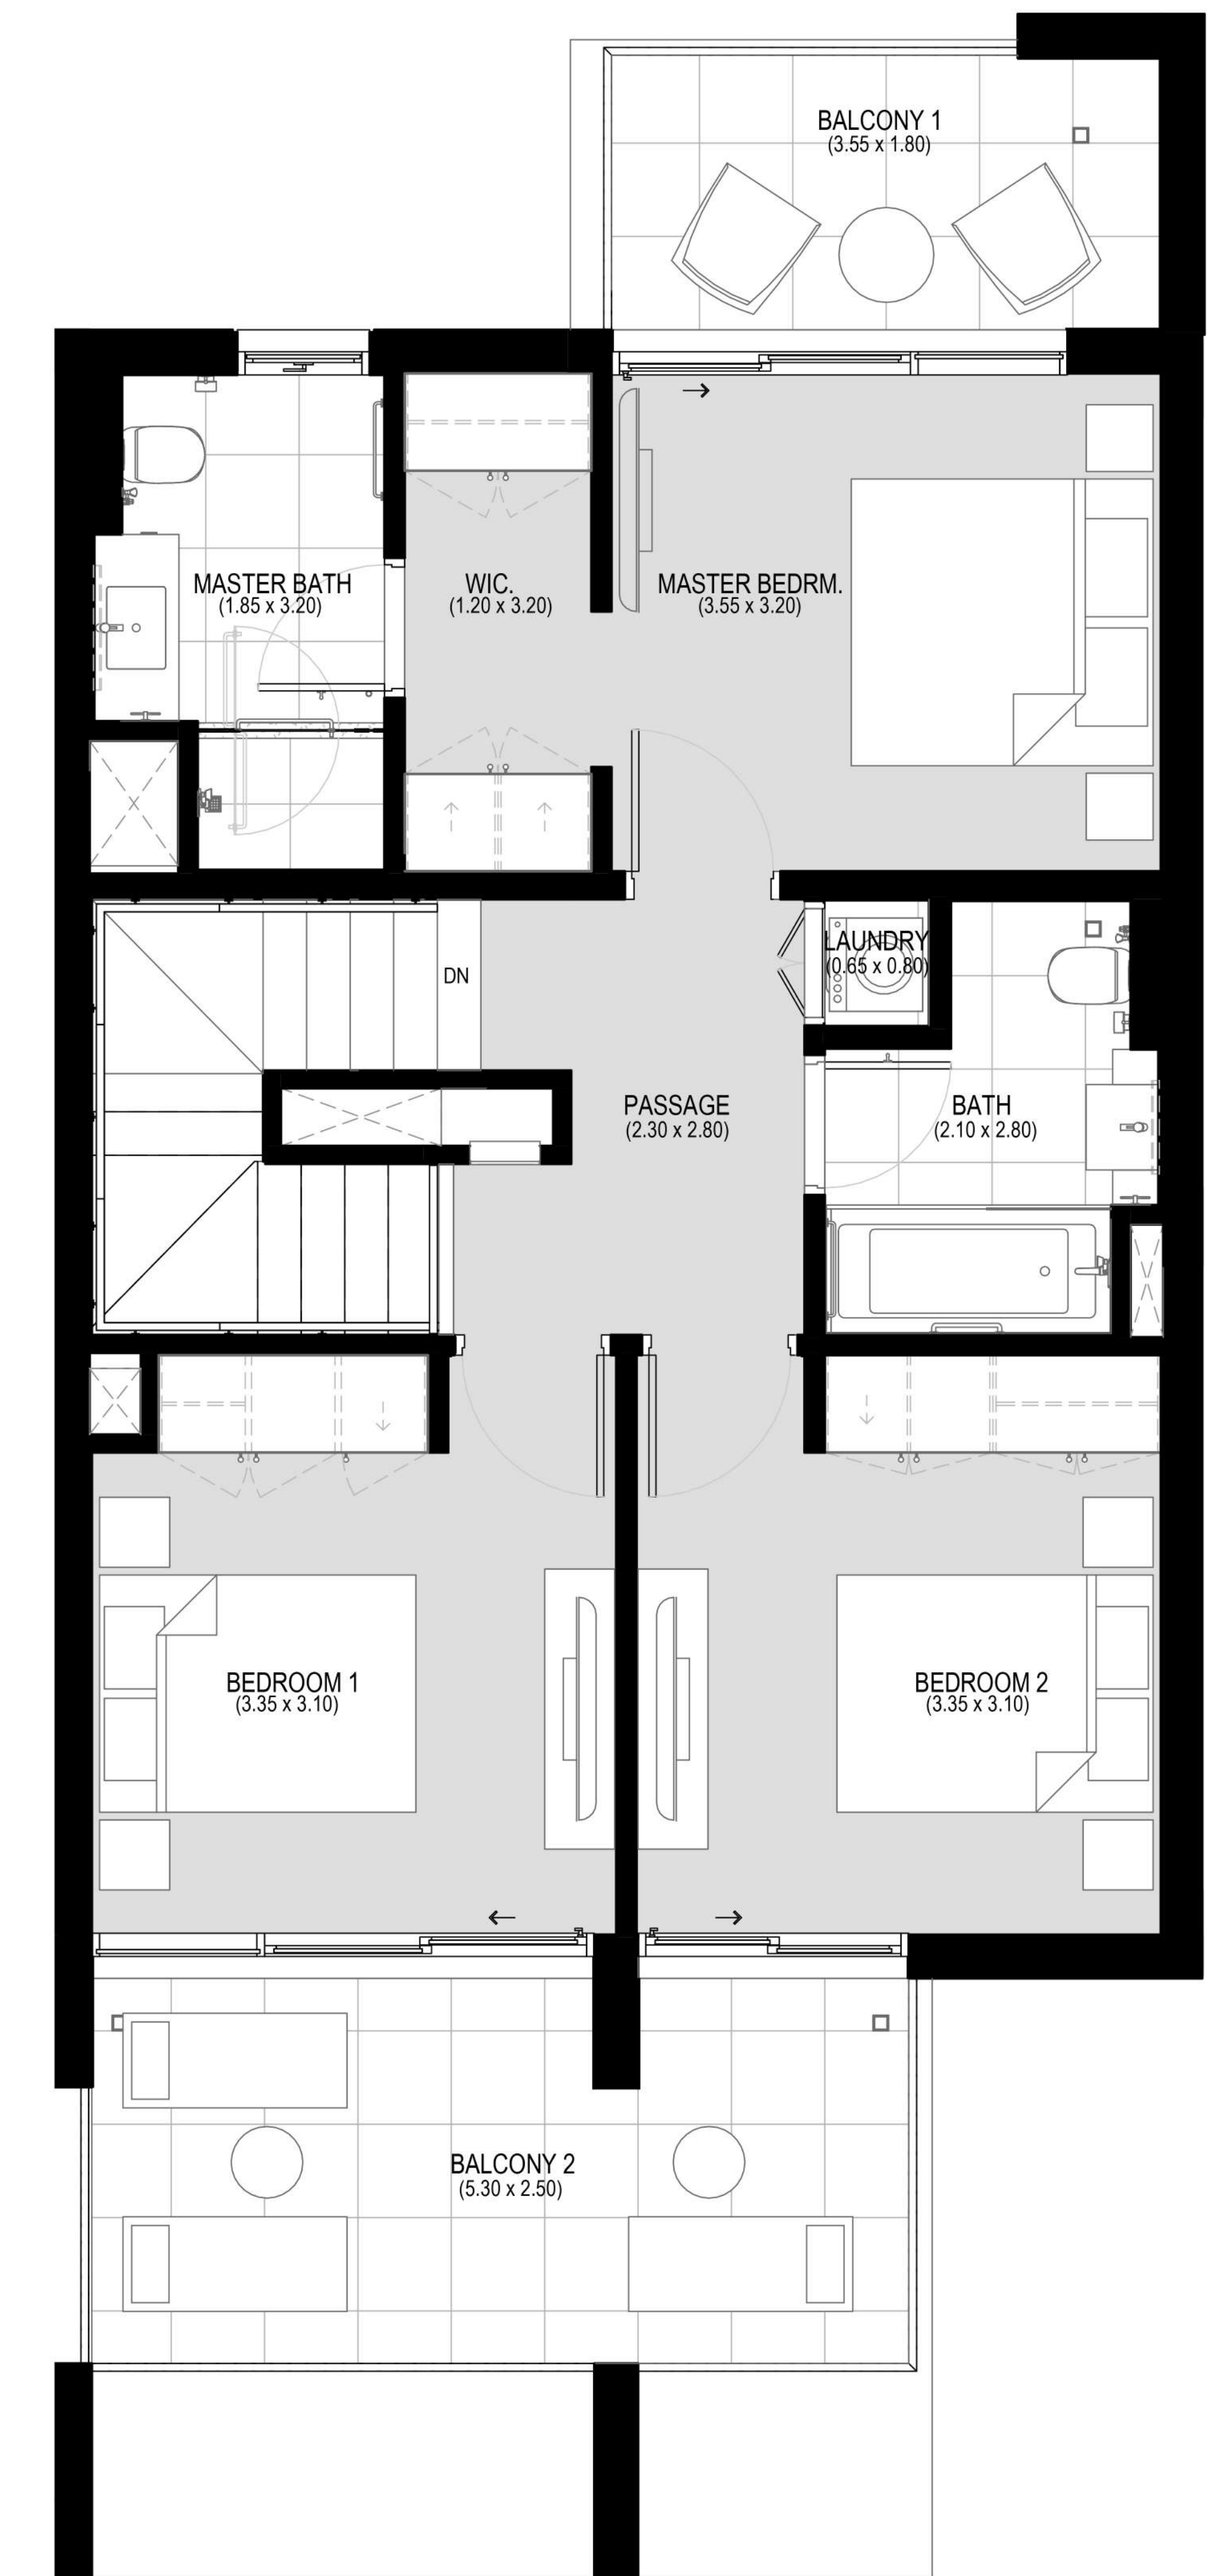 BALCONY 1
(3.55 x 1.80)
MASTER BATH
(1.85 x 3.20)
WIC.
(1.20 x 3.20)
MASTER BEDRM.
(3.55 x 3.20)
LAUNDRY
(0.65 x 0.80)
DN
PASSAGE
(2.30 x 2.80)
BATH
(2.10 x 2.80)
BEDROOM 1
(3.35 x 3.10)
BEDROOM 2
(3.35 x 3.10)
BALCONY 2
(5.30 x 2.50)